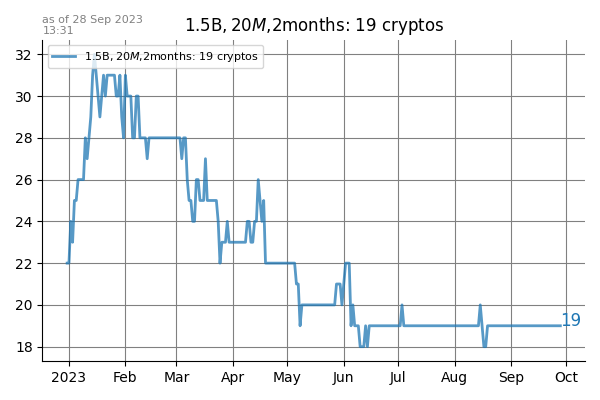 as of 28 Sep 2023
13:31
1.5B, 20M,2months: 19 cryptos
1.5B, 20M,2months: 19 cryptos
32
30
28
26
24
22
20
18
19
2023 Feb Mar Apr May Jun Jul Aug Sep Oct